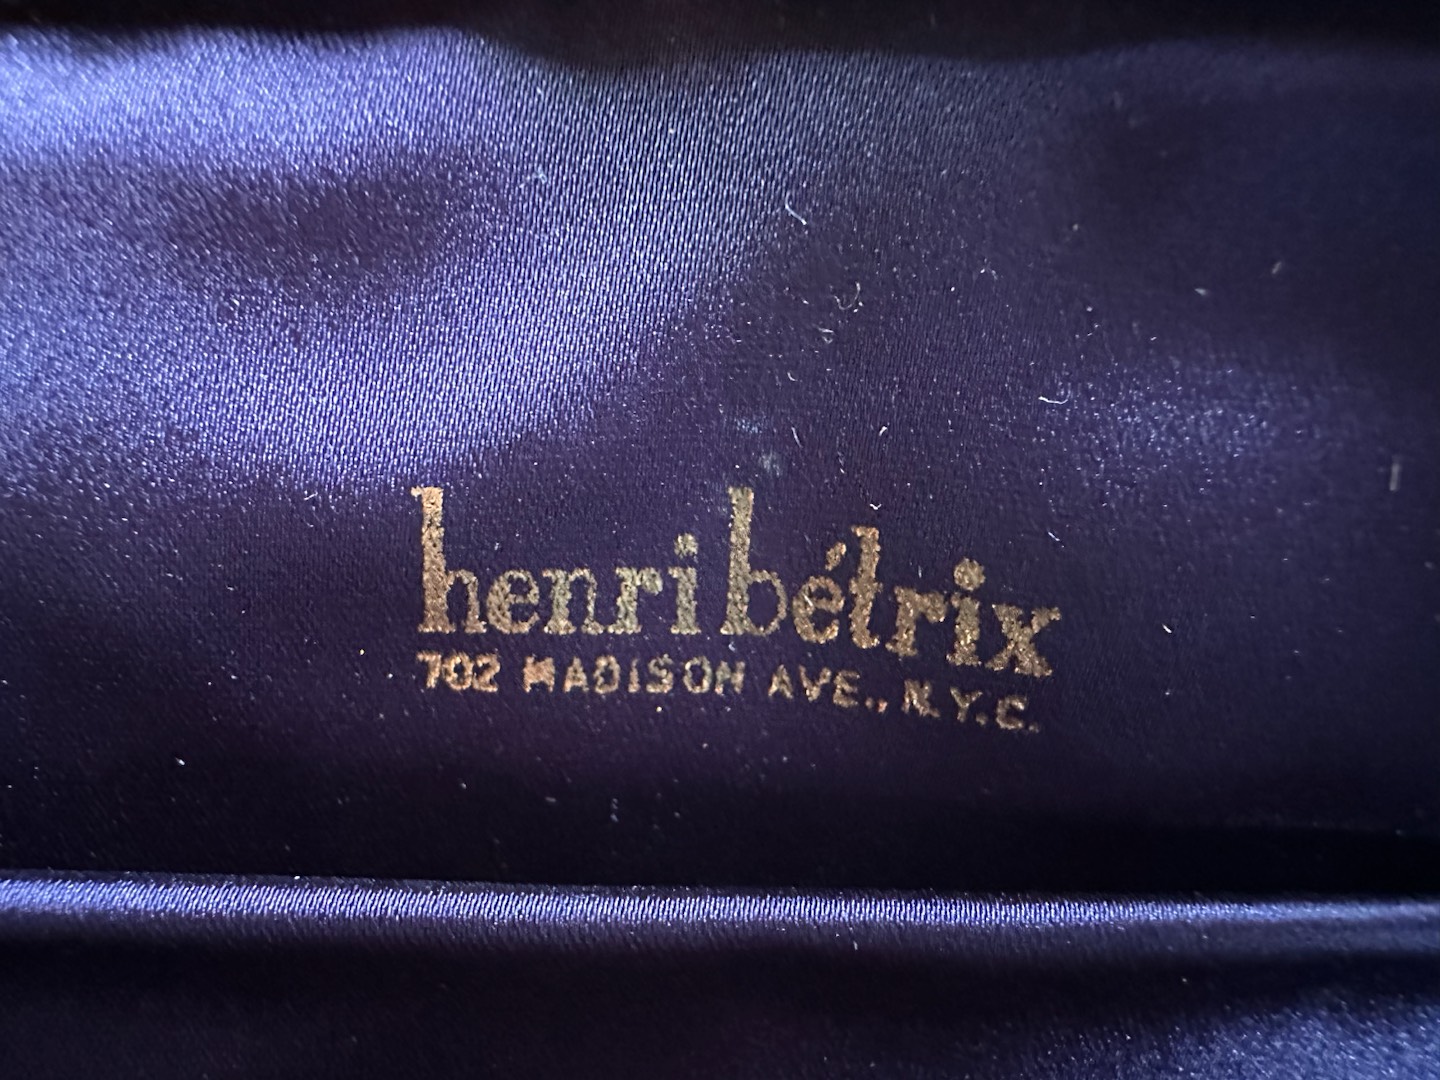 henri bétrix
702 MADISON AVE., N.Y.C.